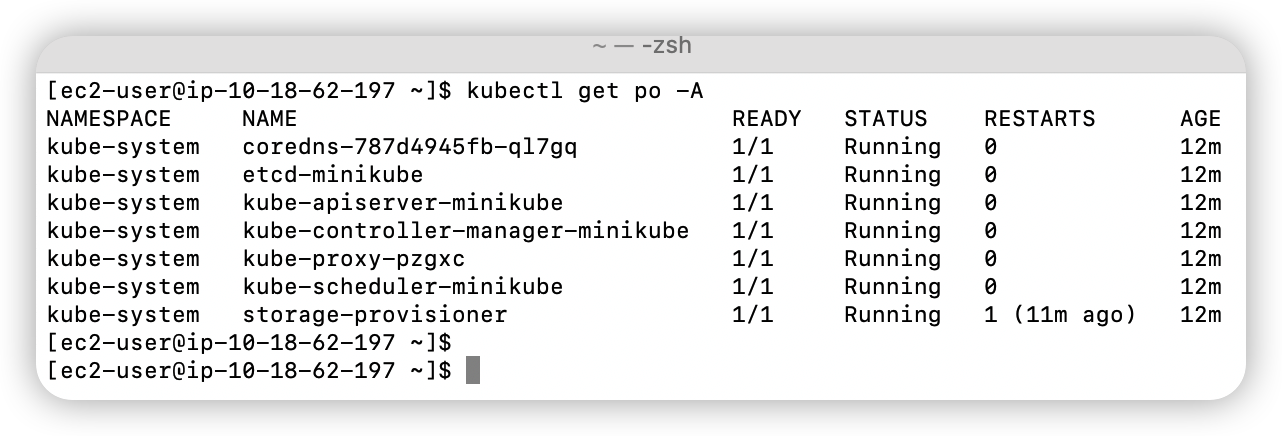 ~ — -zsh
[ec2-user@ip-10-18-62-197 ~]$ kubectl get po -A
NAMESPACE     NAME                               READY   STATUS    RESTARTS      AGE
kube-system   coredns-787d4945fb-ql7gq           1/1     Running   0             12m
kube-system   etcd-minikube                      1/1     Running   0             12m
kube-system   kube-apiserver-minikube            1/1     Running   0             12m
kube-system   kube-controller-manager-minikube   1/1     Running   0             12m
kube-system   kube-proxy-pzgxc                   1/1     Running   0             12m
kube-system   kube-scheduler-minikube            1/1     Running   0             12m
kube-system   storage-provisioner                1/1     Running   1 (11m ago)   12m
[ec2-user@ip-10-18-62-197 ~]$
[ec2-user@ip-10-18-62-197 ~]$